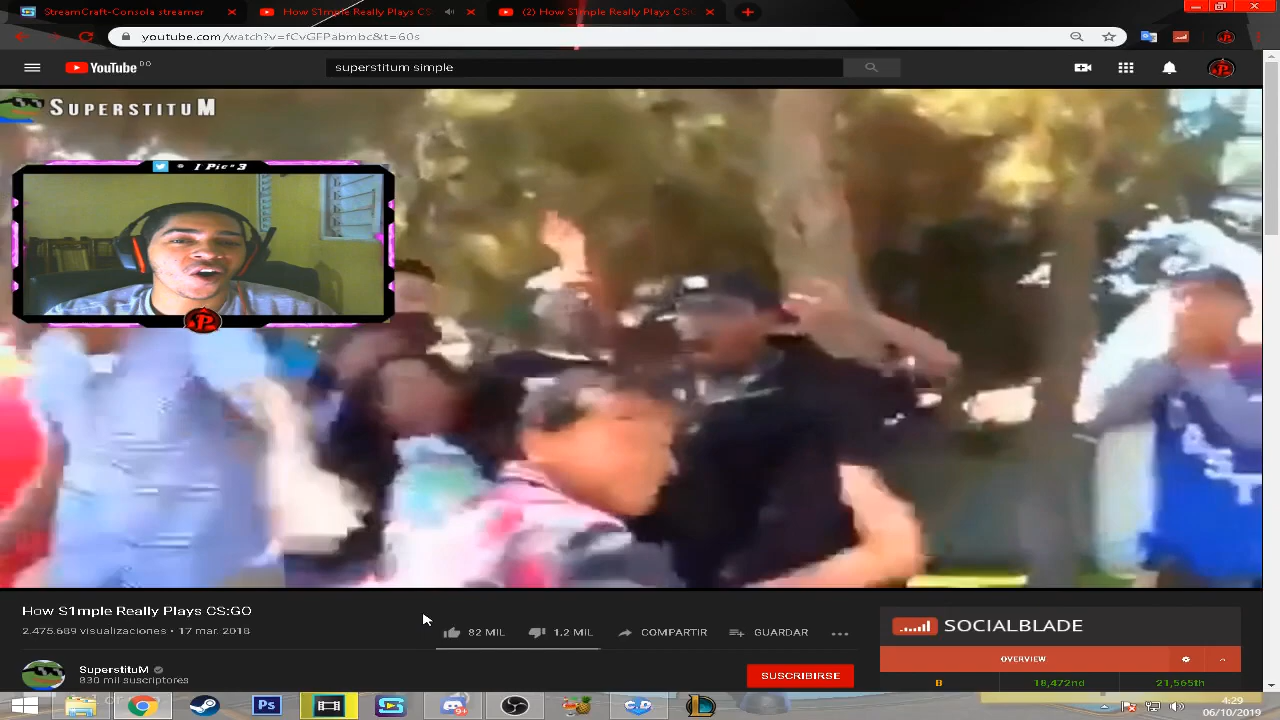 StreamCraft-Consola streamer
How S1mple Really Plays CS:
(2) How S1mple Really Plays CS:
youtube.com/watch?v=fCvGFPabmbc&t=60s
YouTube DO
superstitum simple
SUPERSTITUM
I Pic*3
P
How S1mple Really Plays CS:GO
2.475.689 visualizaciones • 17 mar. 2018
82 MIL
1,2 MIL
COMPARTIR
GUARDAR
SOCIALBLADE
OVERVIEW
SuperstituM
830 mil suscriptores
SUSCRIBIRSE
B
18,472nd
21,565th
Ps
4:29
06/10/2019